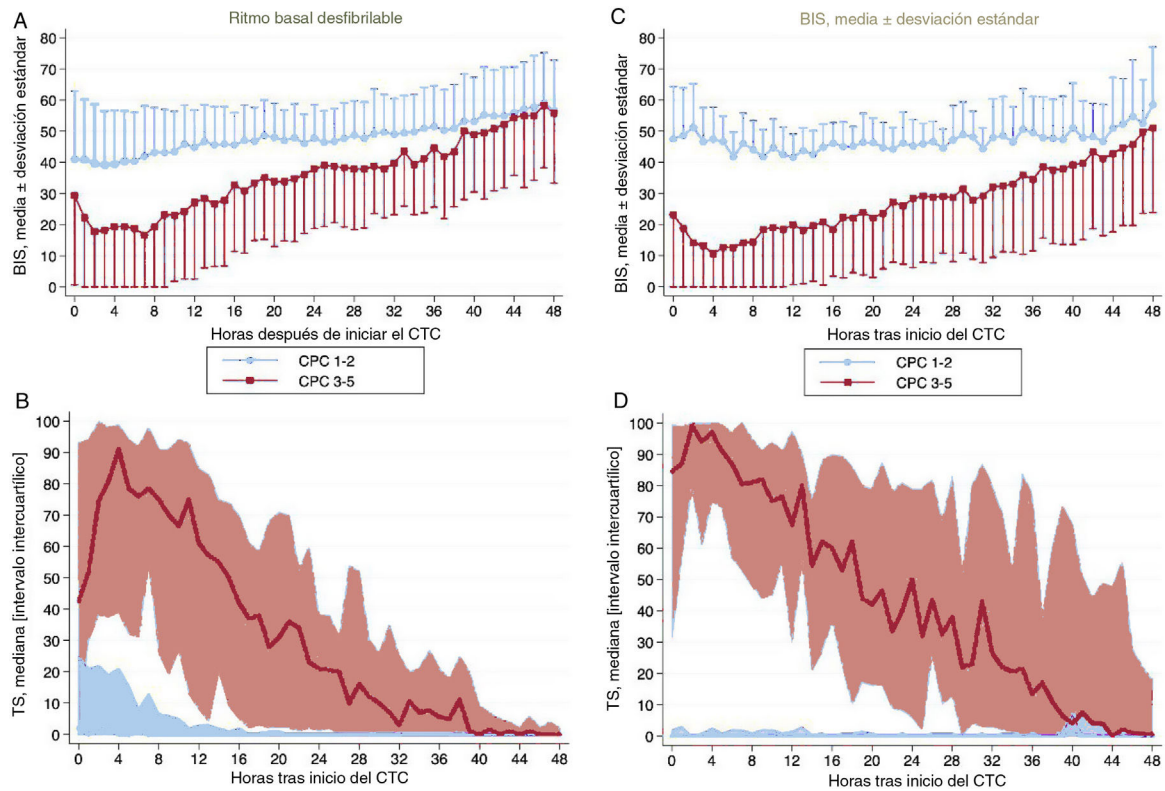 A
Ritmo basal desfibrilable
BIS, media ± desviación estándar
80
70
60
50
40
30
20
10
0
0 4 8 12 16 20 24 28 32 36 40 44 48
Horas después de iniciar el CTC
CPC 1-2
CPC 3-5
C
BIS, media ± desviación estándar
BIS, media ± desviación estándar
80
70
60
50
40
30
20
10
0
0 4 8 12 16 20 24 28 32 36 40 44 48
Horas tras inicio del CTC
CPC 1-2
CPC 3-5
B
TS, mediana [intervalo intercuartílico]
100
90
80
70
60
50
40
30
20
10
0
0 4 8 12 16 20 24 28 32 36 40 44 48
Horas tras inicio del CTC
D
TS, mediana [intervalo intercuartílico]
100
90
80
70
60
50
40
30
20
10
0
0 4 8 12 16 20 24 28 32 36 40 44 48
Horas tras inicio del CTC